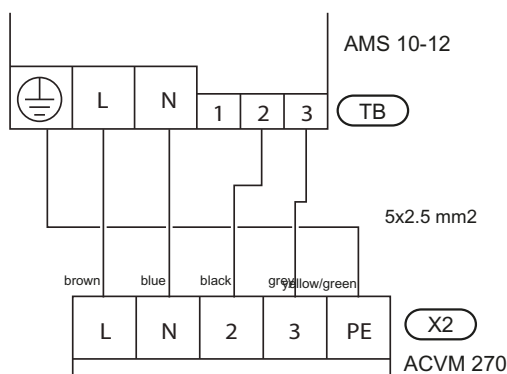 AMS 10-12
L N 1 2 3 TB
5x2.5 mm2
brown blue black grey yellow/green
L N 2 3 PE X2
ACVM 270